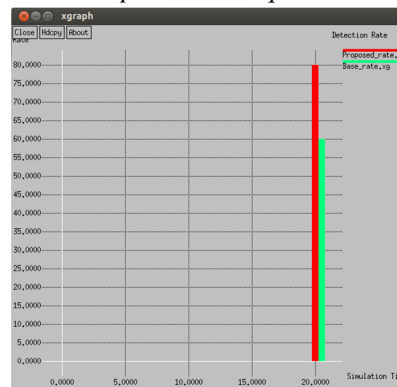 xgraph
Close Hdcpy About
Detection Rate
Rate
Proposed_rate.
Base_rate.xg
80.0000
75.0000
70.0000
65.0000
60.0000
55.0000
50.0000
45.0000
40.0000
35.0000
30.0000
25.0000
20.0000
15.0000
10.0000
5.0000
0.0000
Simulation Ti
0.0000 5.0000 10.0000 15.0000 20.0000